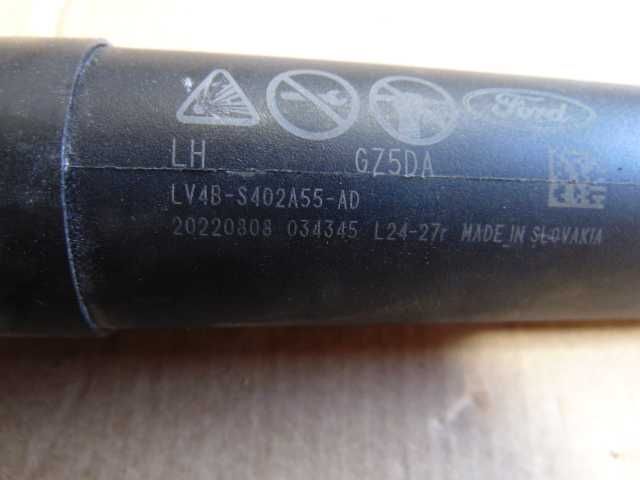 Ford
LH GZ5DA
LV4B-S402A55-AD
20220808 034345 L24-27r MADE IN SLOVAKIA